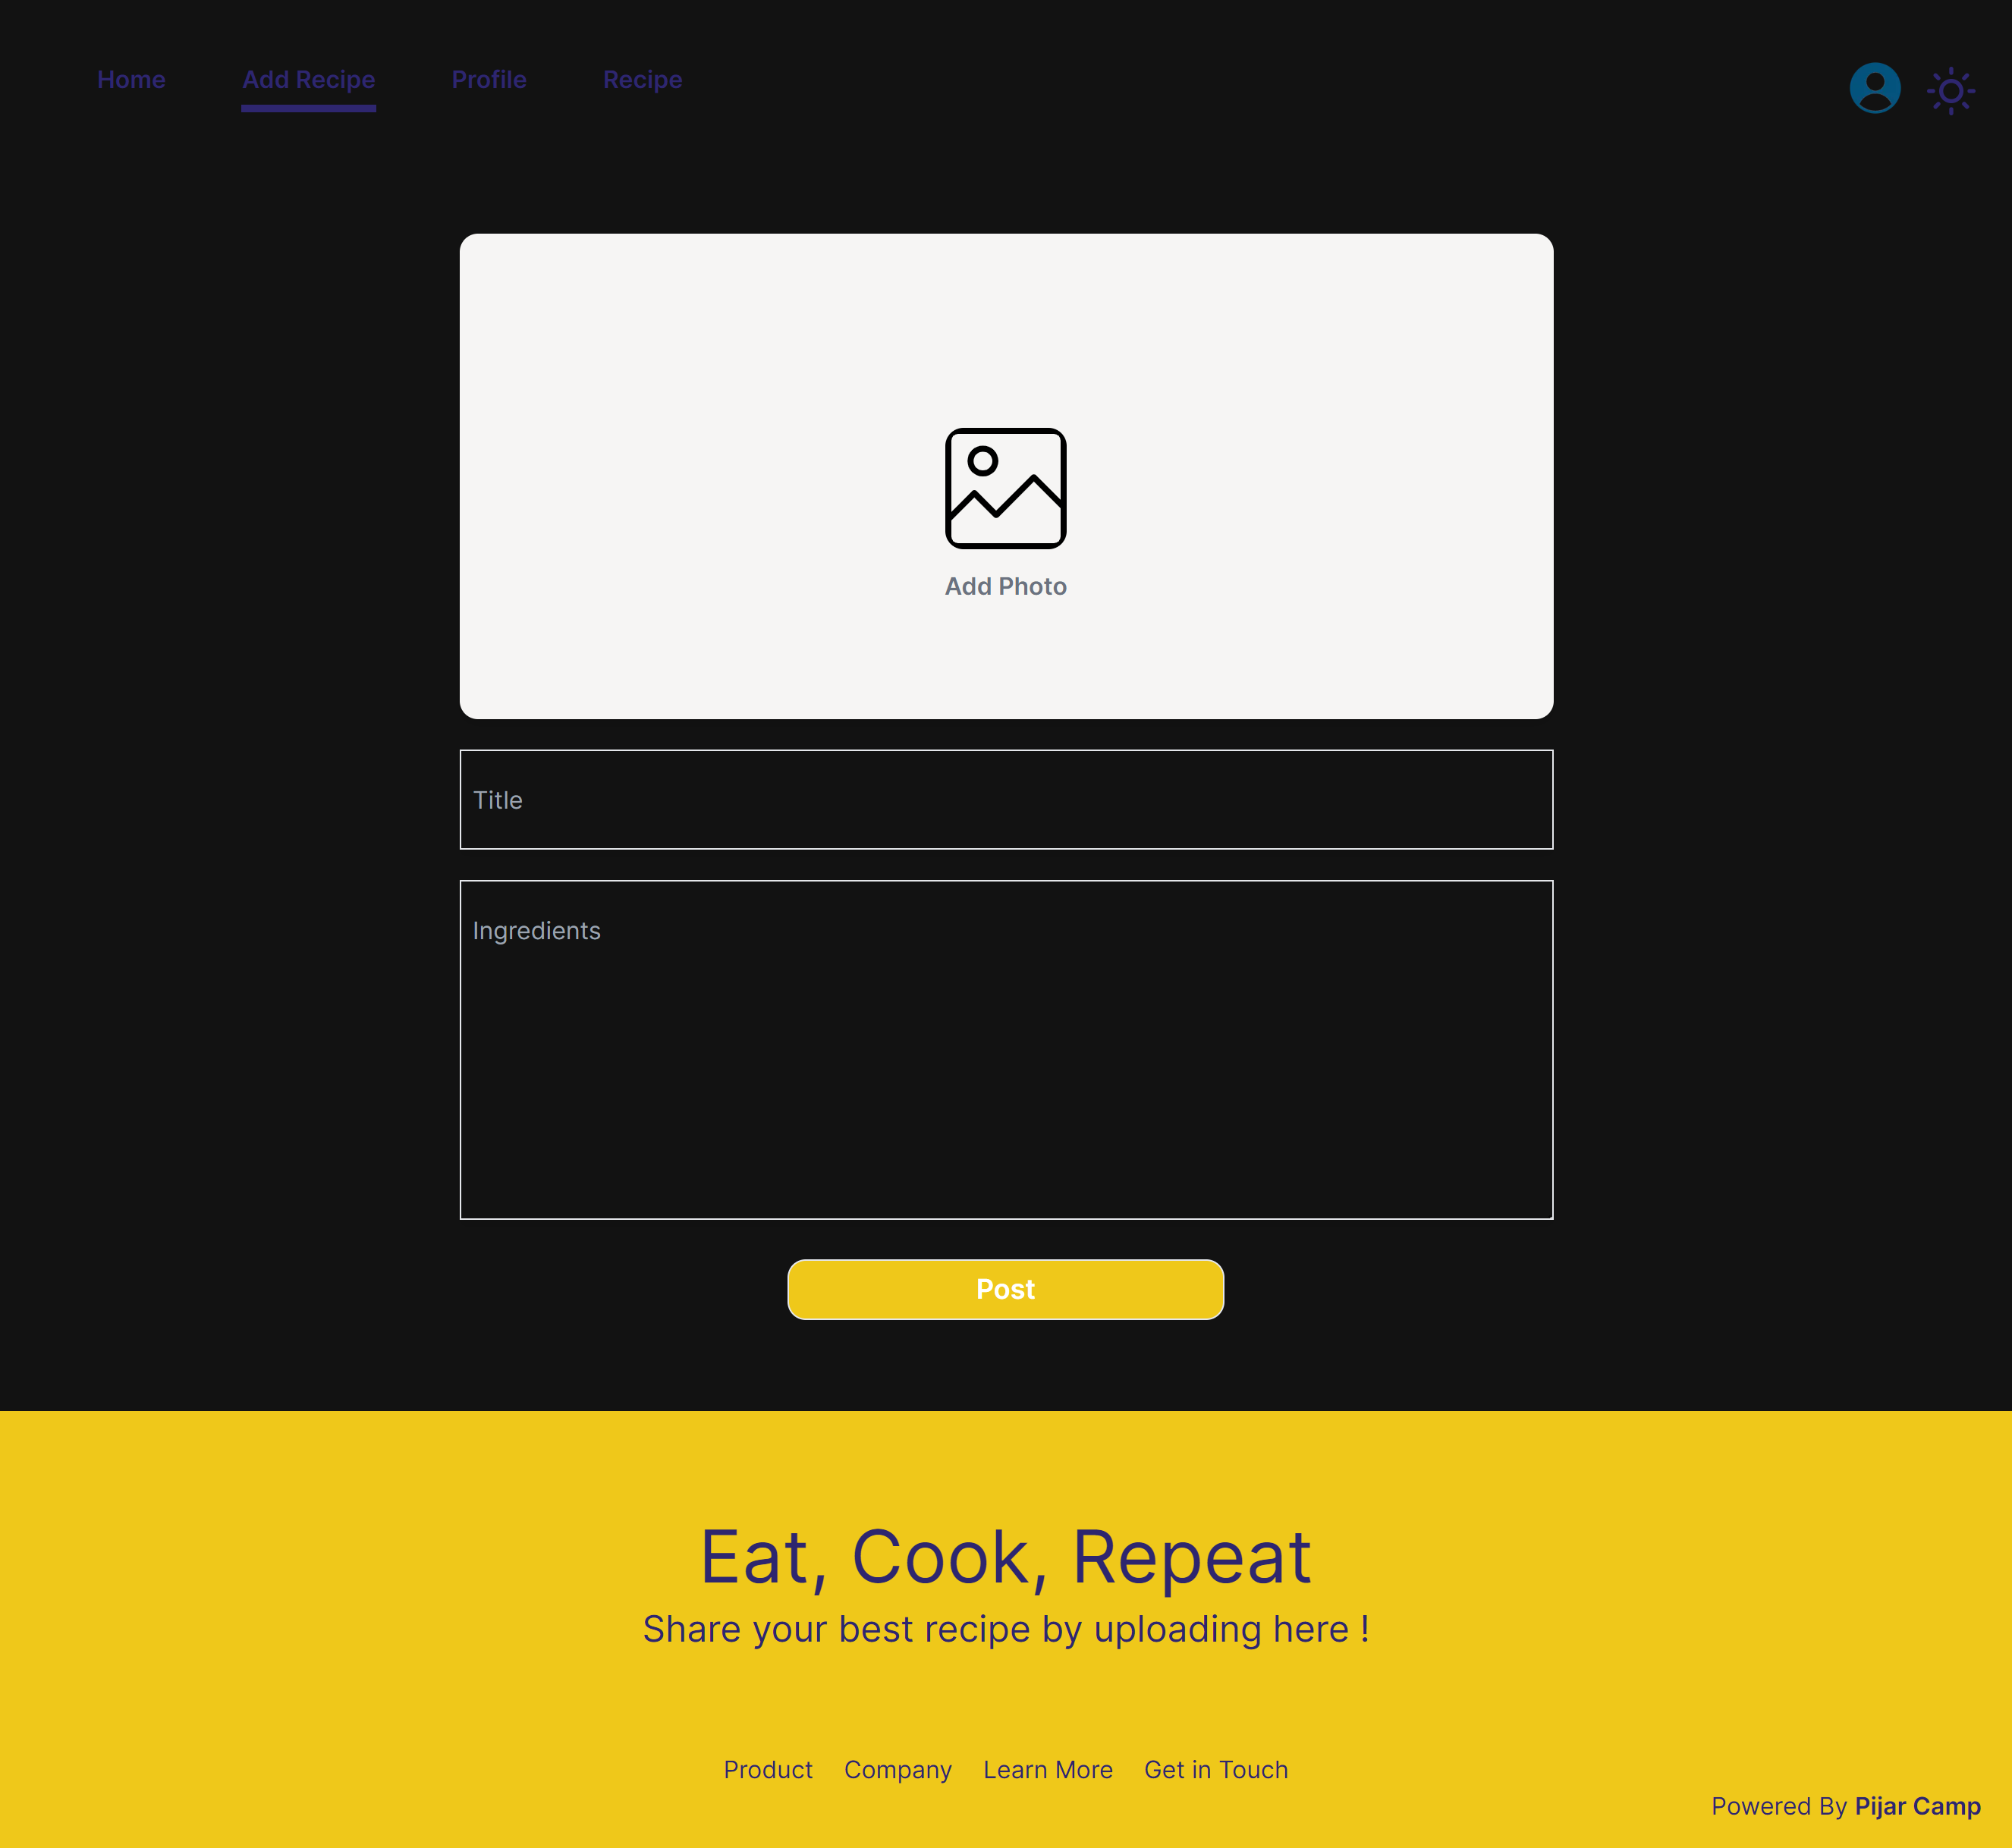 Home Add Recipe Profile Recipe
Add Photo
Title
Ingredients
Post
Eat, Cook, Repeat
Share your best recipe by uploading here !
Product Company Learn More Get in Touch
Powered By Pijar Camp